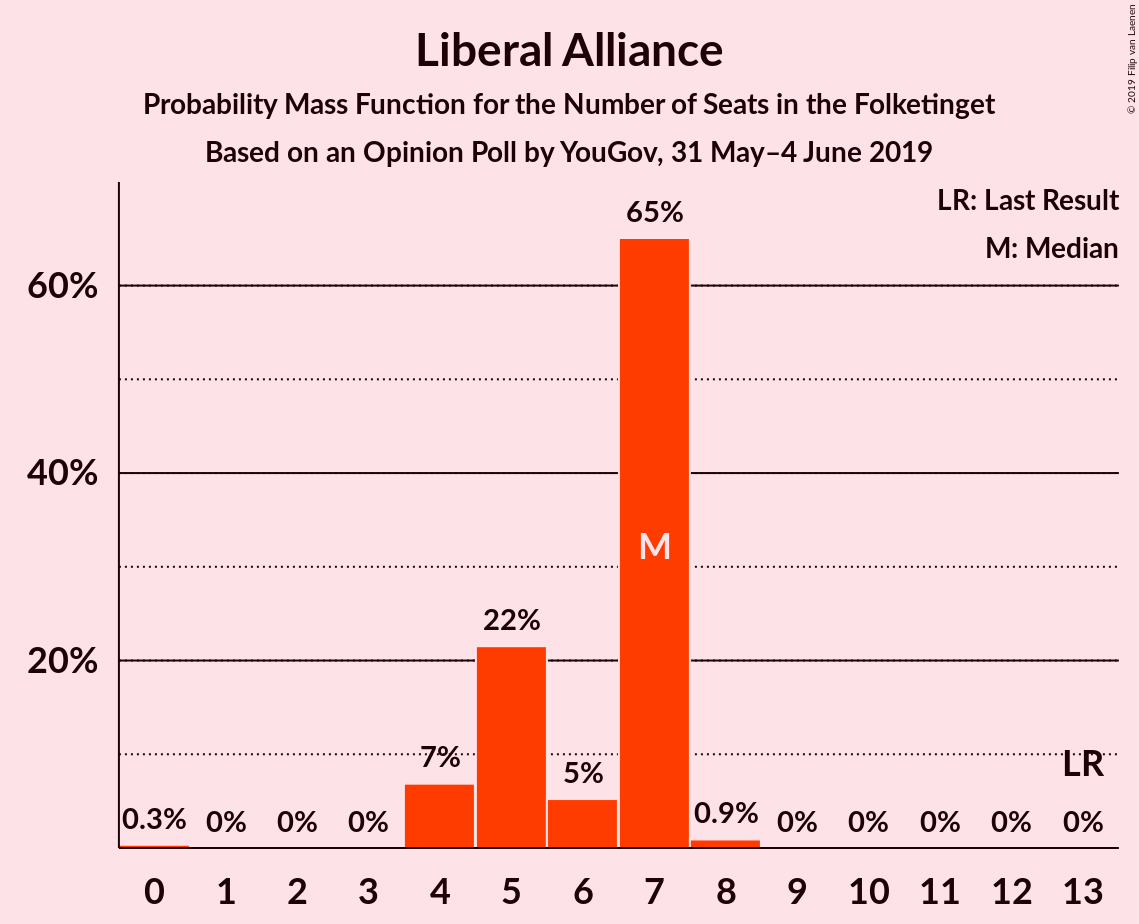 Liberal Alliance
Probability Mass Function for the Number of Seats in the Folketinget
Based on an Opinion Poll by YouGov, 31 May–4 June 2019
© 2019 Filip van Laenen
LR: Last Result
M: Median
65%
60%
40%
M
22%
20%
7%
5%
LR
0.3%
0%
0%
0%
0.9%
0%
0%
0%
0%
0%
0 1 2 3 4 5 6 7 8 9 10 11 12 13